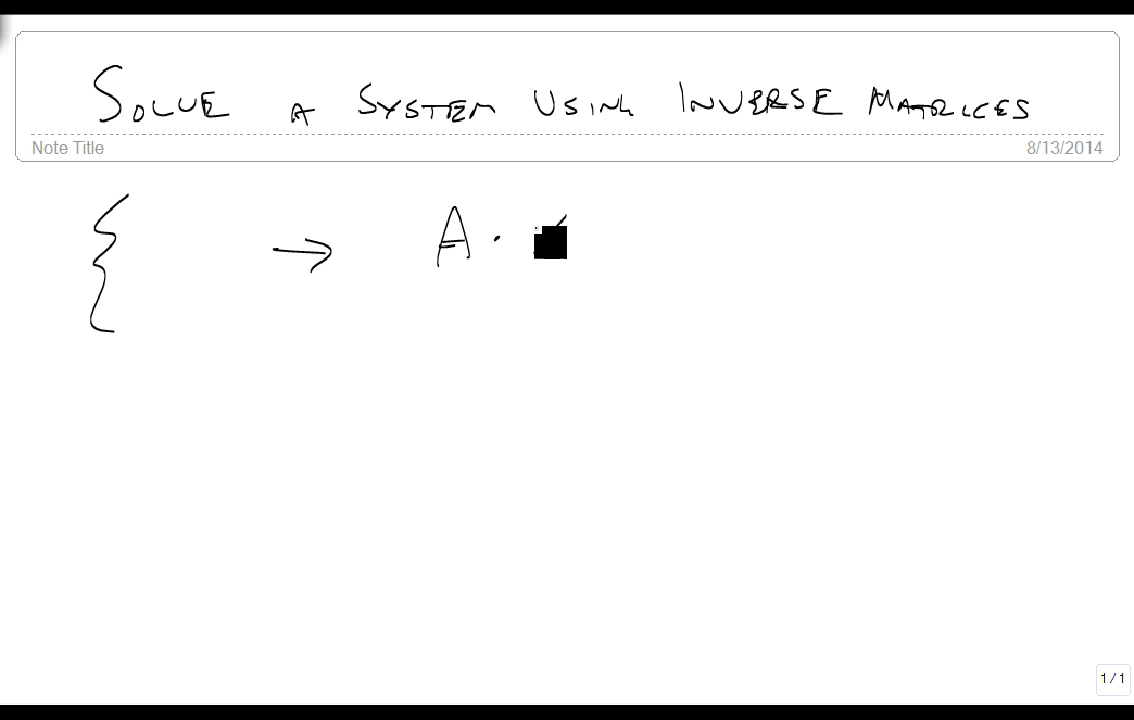 SOLVE A SYSTEM USING INVERSE MATRICES
Note Title 8/13/2014
{ → A ·
1/1